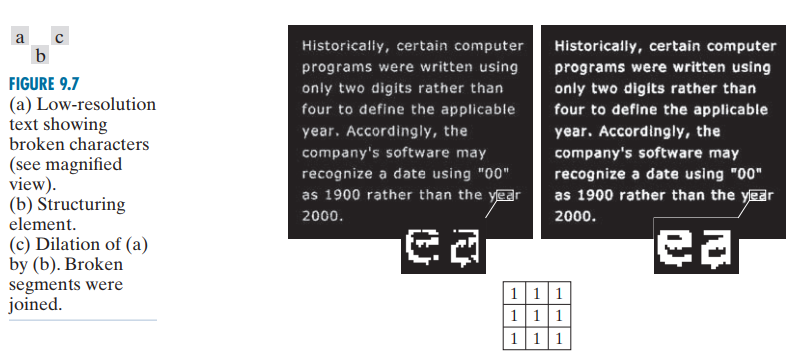 a c
b
FIGURE 9.7
(a) Low-resolution
text showing
broken characters
(see magnified
view).
(b) Structuring
element.
(c) Dilation of (a)
by (b). Broken
segments were
joined.
Historically, certain computer
programs were written using
only two digits rather than
four to define the applicable
year. Accordingly, the
company's software may
recognize a date using "00"
as 1900 rather than the year
2000.
e a
Historically, certain computer
programs were written using
only two digits rather than
four to define the applicable
year. Accordingly, the
company's software may
recognize a date using "00"
as 1900 rather than the year
2000.
e a
1 1 1
1 1 1
1 1 1